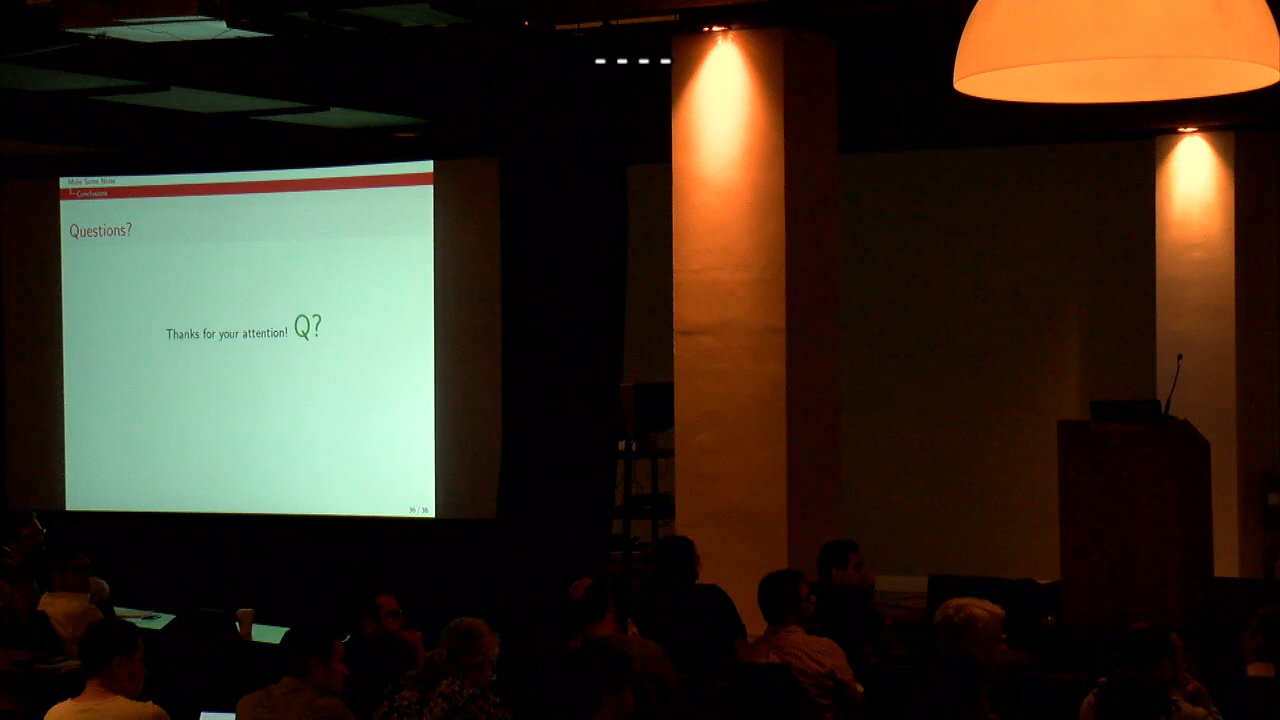 Make Some Noise
Conclusions
Questions?
Thanks for your attention! Q?
36 / 36